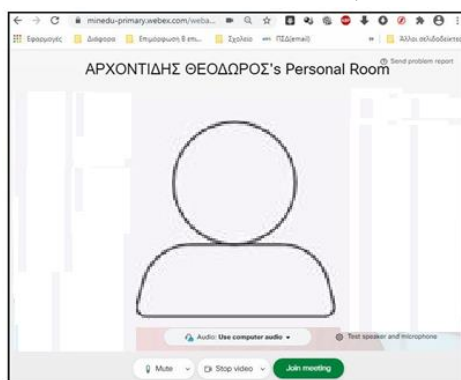 minedu-primary.webex.com/weba...
Εφαρμογές Διάφορα Επιμόρφωση Β επι... Σχολείο ΠΣΔ(email) » Άλλοι σελιδοδείκτες
Send problem report
ΑΡΧΟΝΤΙΔΗΣ ΘΕΟΔΩΡΟΣ's Personal Room
Audio: Use computer audio
Test speaker and microphone
Mute Stop video Join meeting